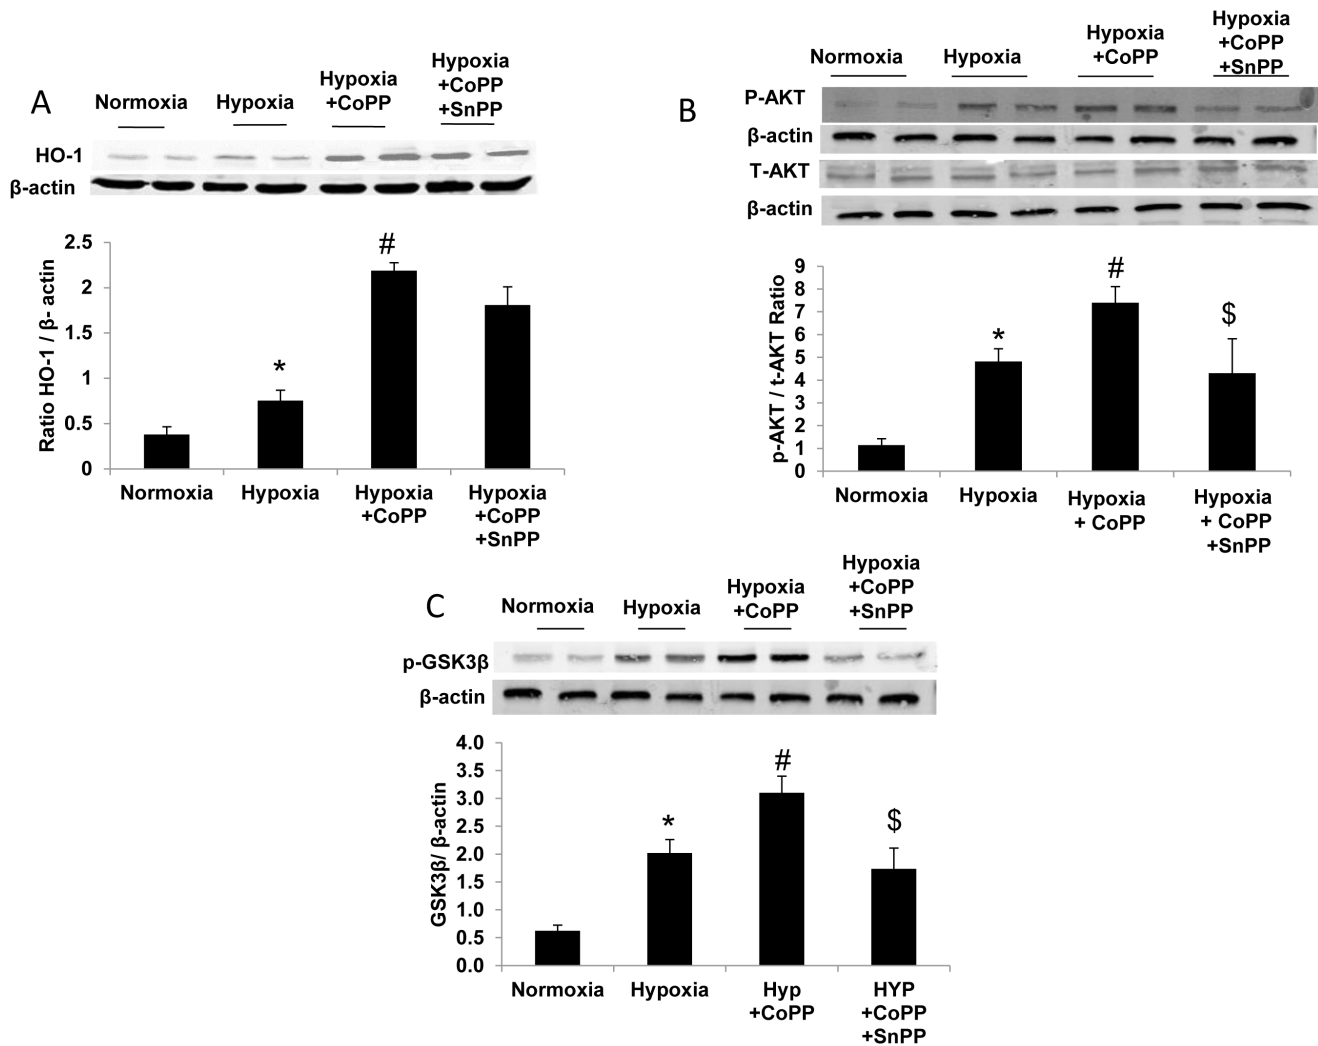 A
Normoxia
Hypoxia
Hypoxia
+CoPP
Hypoxia
+CoPP
+SnPP
HO-1
β-actin
Ratio HO-1 / β- actin
2.5
2
1.5
1
0.5
0
*
#
Normoxia
Hypoxia
Hypoxia
+CoPP
Hypoxia
+CoPP
+SnPP
B
Normoxia
Hypoxia
Hypoxia
+CoPP
Hypoxia
+CoPP
+SnPP
P-AKT
β-actin
T-AKT
β-actin
p-AKT / t-AKT Ratio
9
8
7
6
5
4
3
2
1
0
*
#
$
Normoxia
Hypoxia
Hypoxia
+ CoPP
Hypoxia
+ CoPP
+SnPP
C
Normoxia
Hypoxia
Hypoxia
+CoPP
Hypoxia
+CoPP
+SnPP
p-GSK3β
β-actin
GSK3β/ β-actin
4.0
3.5
3.0
2.5
2.0
1.5
1.0
0.5
0.0
*
#
$
Normoxia
Hypoxia
Hyp
+CoPP
HYP
+CoPP
+SnPP